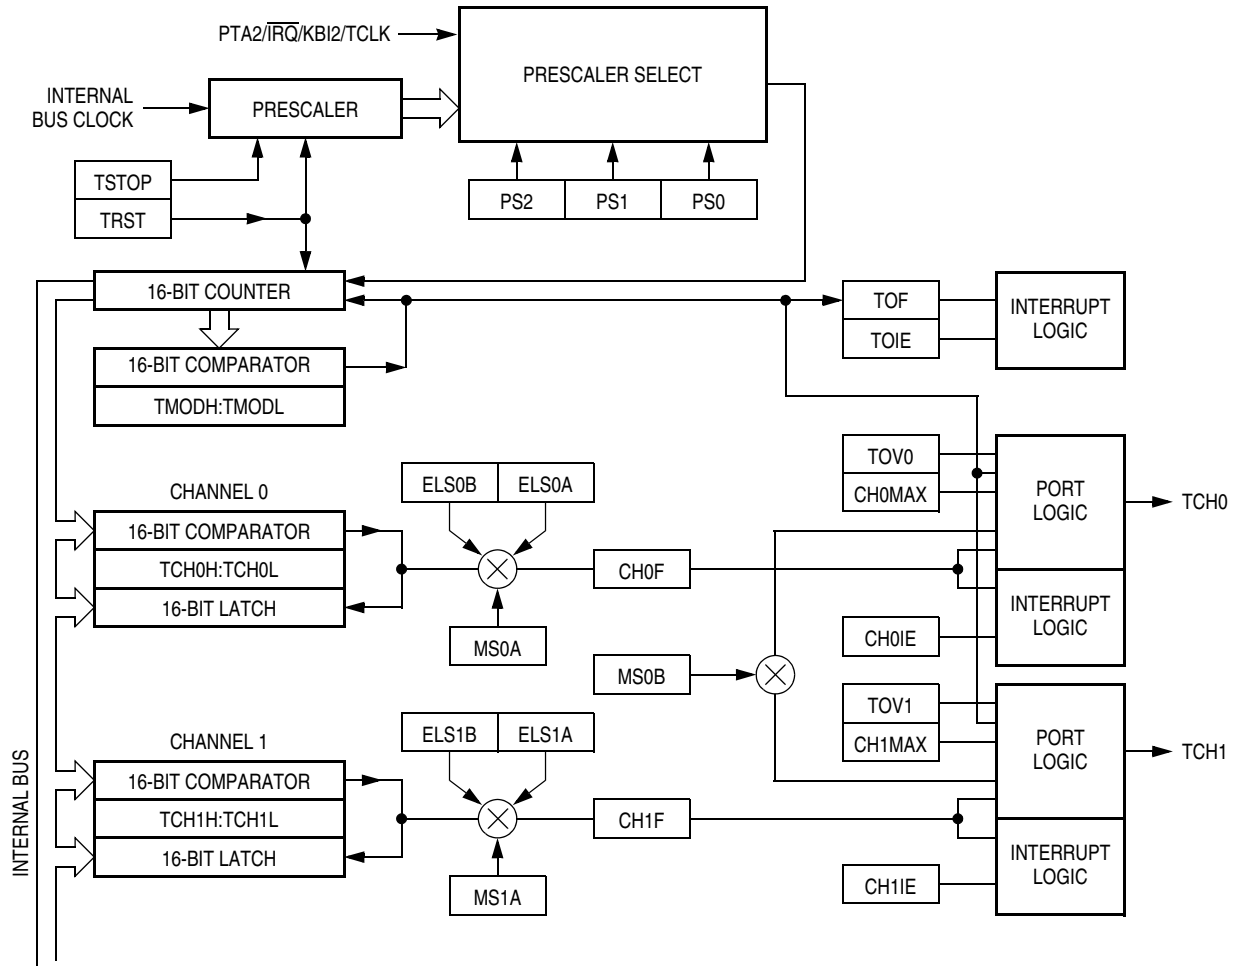 PTA2/IRQ/KBI2/TCLK
PRESCALER SELECT
INTERNAL
BUS CLOCK
PRESCALER
TSTOP
TRST
PS2
PS1
PS0
16-BIT COUNTER
16-BIT COMPARATOR
TMODH:TMODL
TOF
TOIE
INTERRUPT
LOGIC
CHANNEL 0
16-BIT COMPARATOR
TCH0H:TCH0L
16-BIT LATCH
ELS0B
ELS0A
MS0A
CH0F
TOV0
CH0MAX
PORT
LOGIC
TCH0
INTERRUPT
LOGIC
CH0IE
MS0B
CHANNEL 1
16-BIT COMPARATOR
TCH1H:TCH1L
16-BIT LATCH
ELS1B
ELS1A
MS1A
CH1F
TOV1
CH1MAX
PORT
LOGIC
TCH1
INTERRUPT
LOGIC
CH1IE
INTERNAL BUS